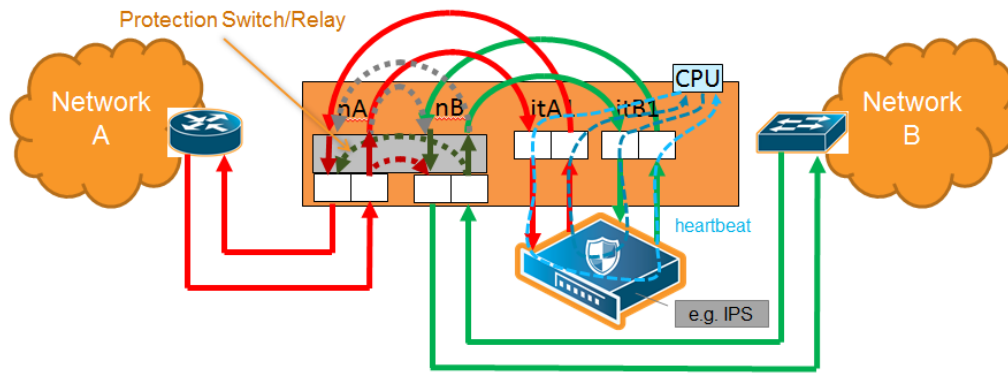 Protection Switch/Relay
Network
A
nA
nB
itA1
itB1
CPU
Network
B
heartbeat
e.g. IPS